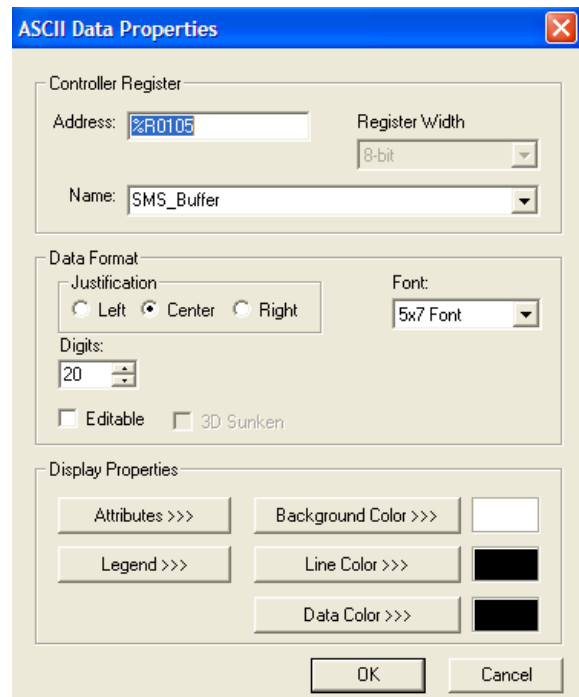 ASCII Data Properties
Controller Register
Address: %R0105
Register Width
8-bit
Name: SMS_Buffer
Data Format
Justification
Left Center Right
Font:
5x7 Font
Digits:
20
Editable 3D Sunken
Display Properties
Attributes >>> Background Color >>>
Legend >>> Line Color >>>
Data Color >>>
OK Cancel